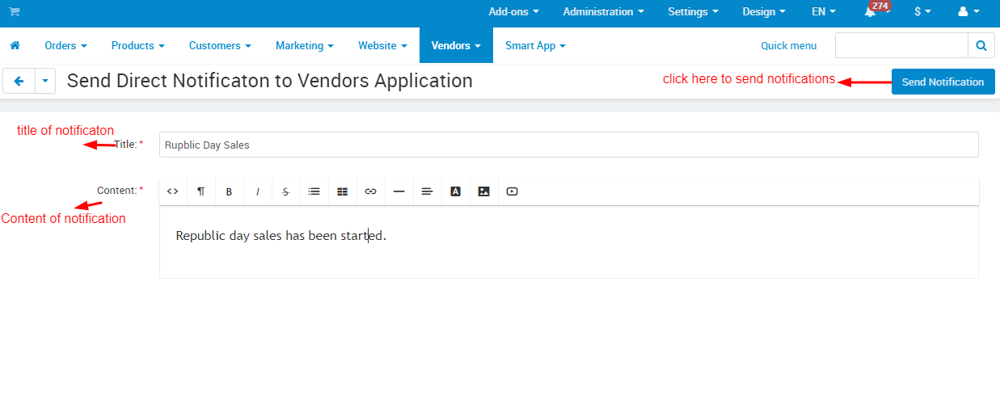 Add-ons Administration Settings Design EN 274 $
Orders Products Customers Marketing Website Vendors Smart App Quick menu
Send Direct Notificaton to Vendors Application click here to send notifications Send Notification
title of notificaton
Title: * Rupblic Day Sales
Content: * <> ¶ B I S A
Content of notification
Republic day sales has been started.